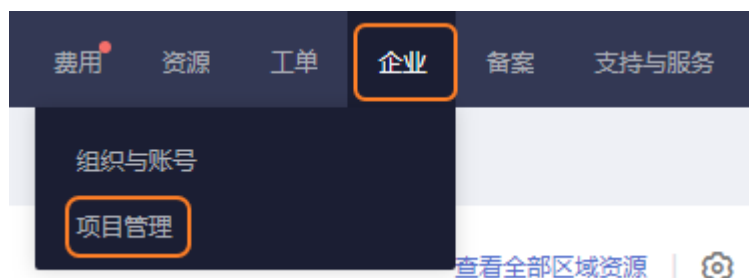 费用 资源 工单 企业 备案 支持与服务
组织与账号
项目管理
查看全部区域资源